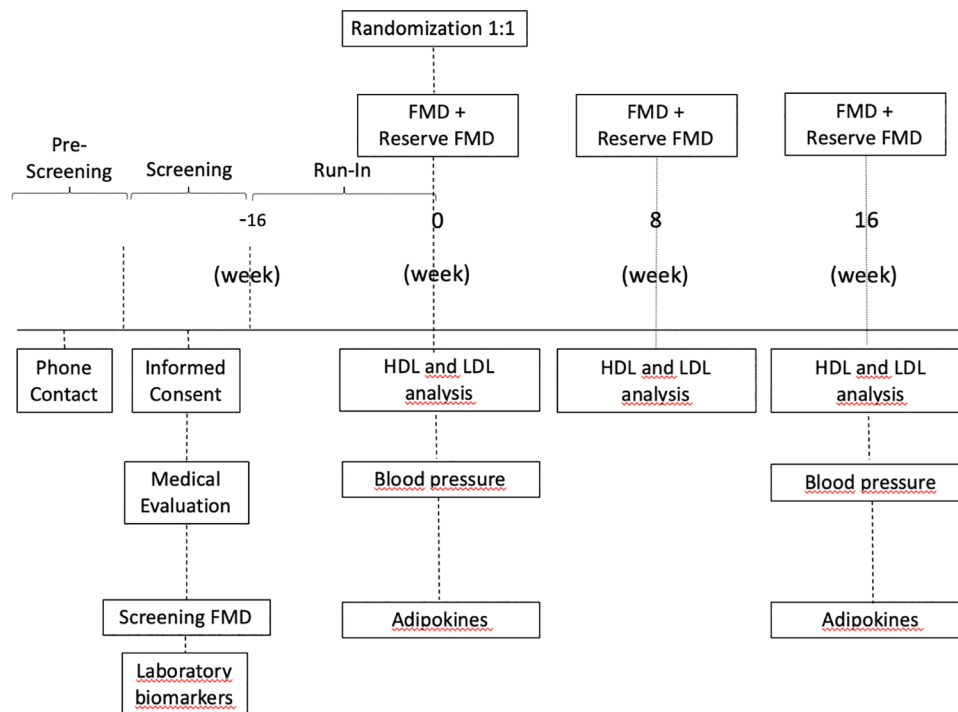 Randomization 1:1
FMD +
Reserve FMD
FMD +
Reserve FMD
FMD +
Reserve FMD
Pre-
Screening
Screening
Run-In
-16
0
8
16
(week)
(week)
(week)
(week)
Phone
Contact
Informed
Consent
HDL and LDL
analysis
HDL and LDL
analysis
HDL and LDL
analysis
Medical
Evaluation
Blood pressure
Blood pressure
Screening FMD
Adipokines
Adipokines
Laboratory
biomarkers